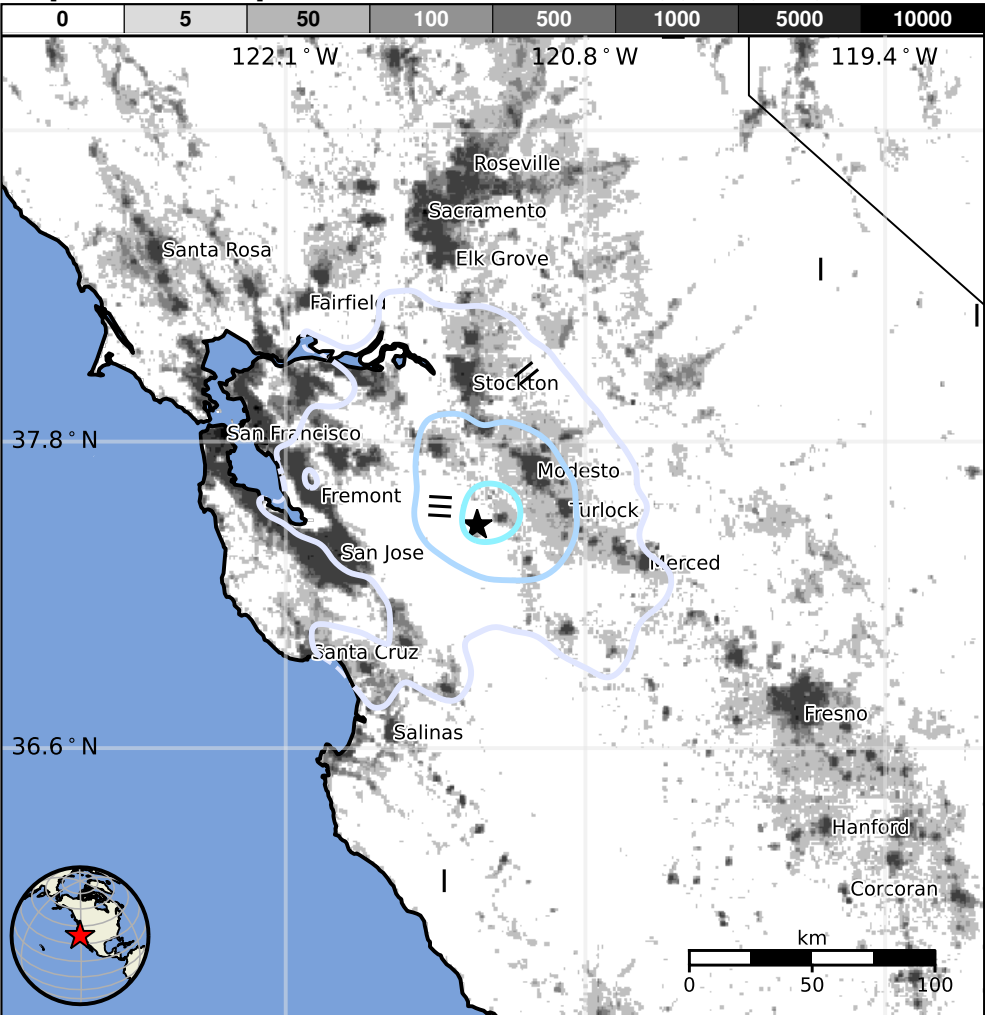 0 5 50 100 500 1000 5000 10000
122.1°W 120.8°W 119.4°W
Roseville
Sacramento
Santa Rosa
Elk Grove
I
Fairfield
I
II
Stockton
San Francisco
37.8°N
Modesto
Fremont
III
Turlock
San Jose
Merced
Santa Cruz
Fresno
Salinas
36.6°N
Hanford
I
Corcoran
km
0 50 100